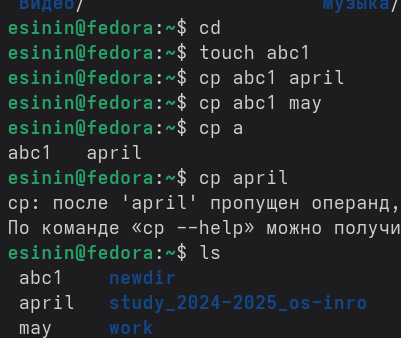 Видео/ Музыка/
esinin@fedora:~$ cd
esinin@fedora:~$ touch abc1
esinin@fedora:~$ cp abc1 april
esinin@fedora:~$ cp abc1 may
esinin@fedora:~$ cp a
abc1 april
esinin@fedora:~$ cp april
cp: после 'april' пропущен операнд,
По команде «cp --help» можно получи
esinin@fedora:~$ ls
abc1 newdir
april study_2024-2025_os-inro
may work